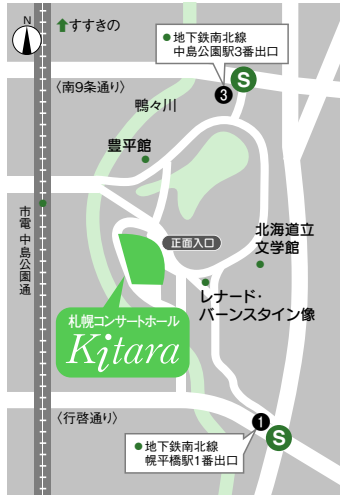 N
すすきの
地下鉄南北線
中島公園駅3番出口
S
3
〈南9条通り〉
鴨々川
豊平館
市電 中島公園通
正面入口
北海道立
文学館
レナード・
バーンスタイン像
札幌コンサートホール
Kitara
〈行啓通り〉
1
S
地下鉄南北線
幌平橋駅1番出口